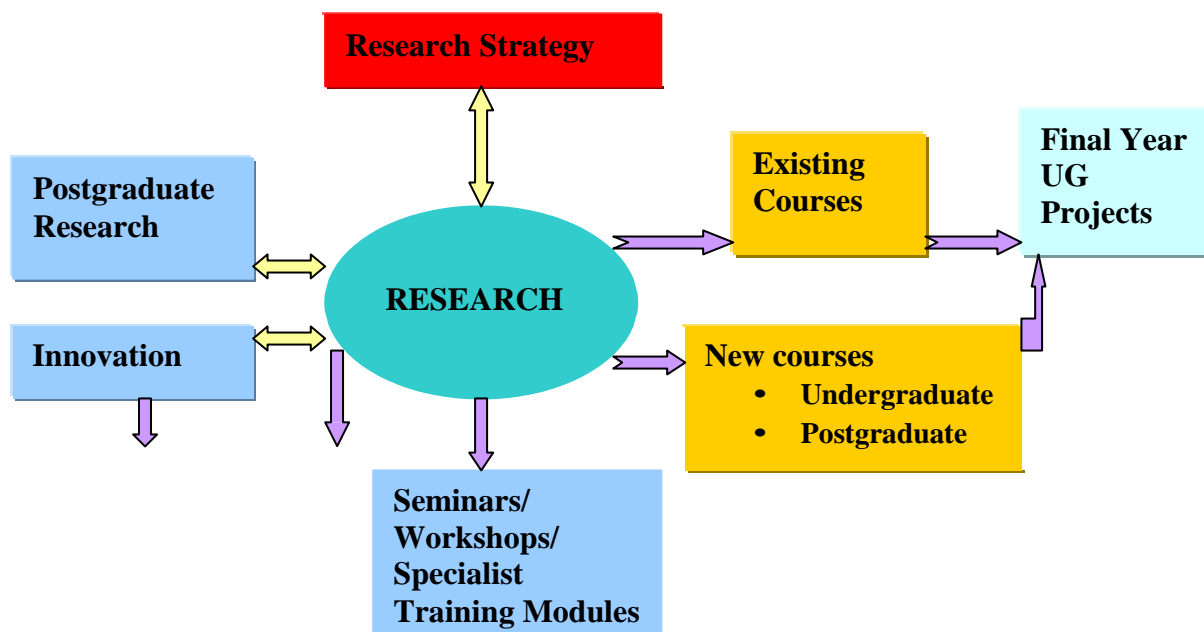 Research Strategy
Postgraduate
Research
Existing
Courses
Final Year
UG
Projects
RESEARCH
Innovation
New courses
• Undergraduate
• Postgraduate
Seminars/
Workshops/
Specialist
Training Modules